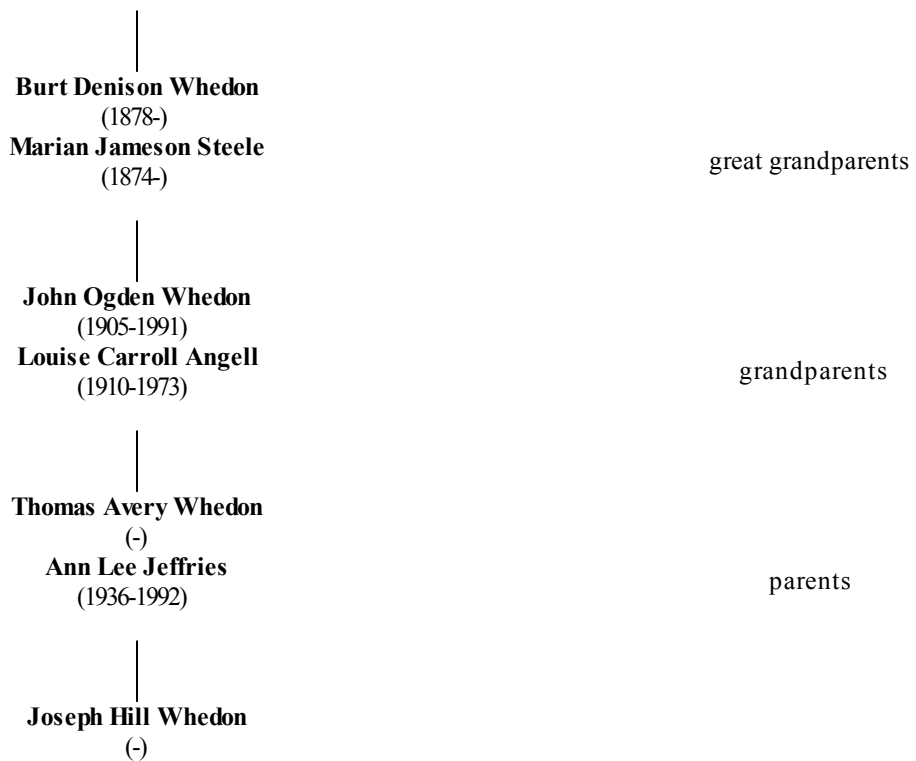 Burt Denison Whedon
(1878-)
Marian Jameson Steele
(1874-)
great grandparents
John Ogden Whedon
(1905-1991)
Louise Carroll Angell
(1910-1973)
grandparents
Thomas Avery Whedon
(-)
Ann Lee Jeffries
(1936-1992)
parents
Joseph Hill Whedon
(-)